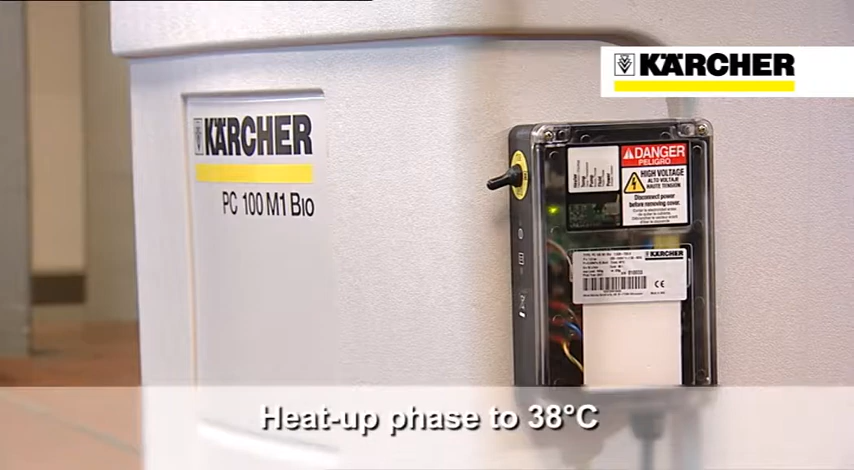 KÄRCHER
KÄRCHER
PC 100 M1 Bio
DANGER
PELIGRO
HIGH VOLTAGE
ALTO VOLTAJE
HAUTE TENSION
Disconnect power
before removing cover.
KÄRCHER
CE
Heat-up phase to 38°C